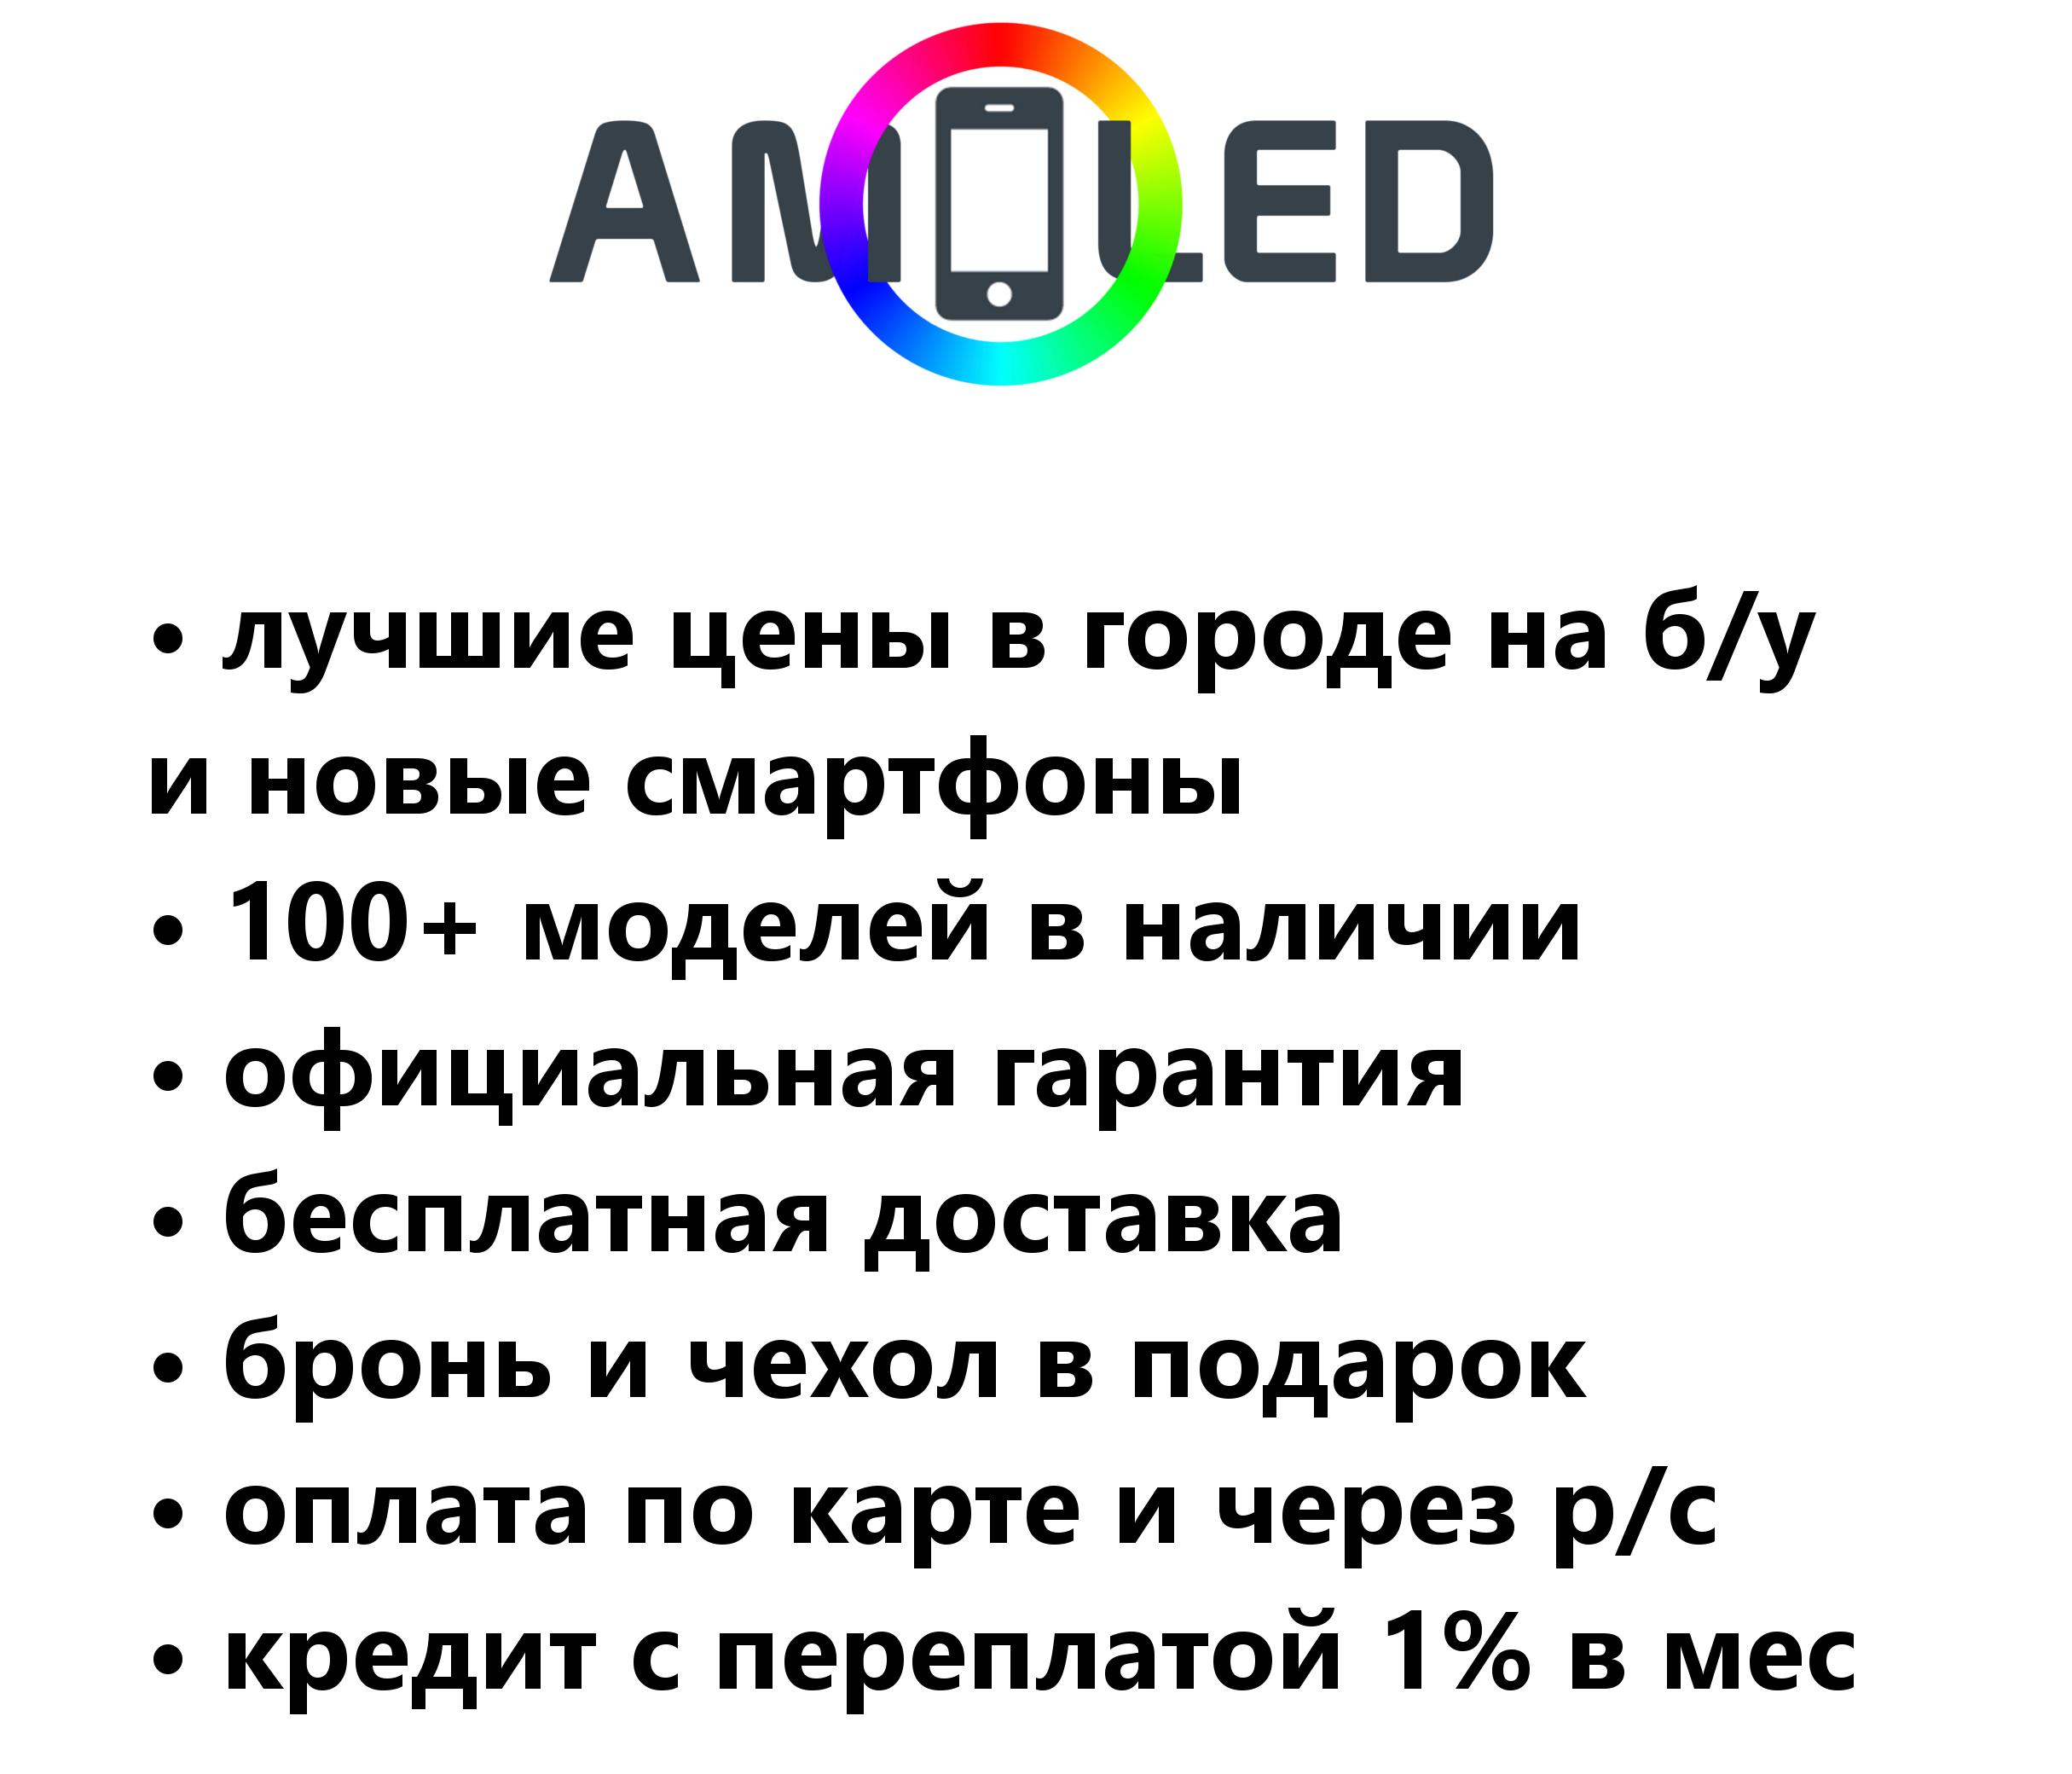 AMOLED
• лучшие цены в городе на б/у
и новые смартфоны
• 100+ моделей в наличии
• официальная гарантия
• бесплатная доставка
• бронь и чехол в подарок
• оплата по карте и через р/с
• кредит с переплатой 1% в мес